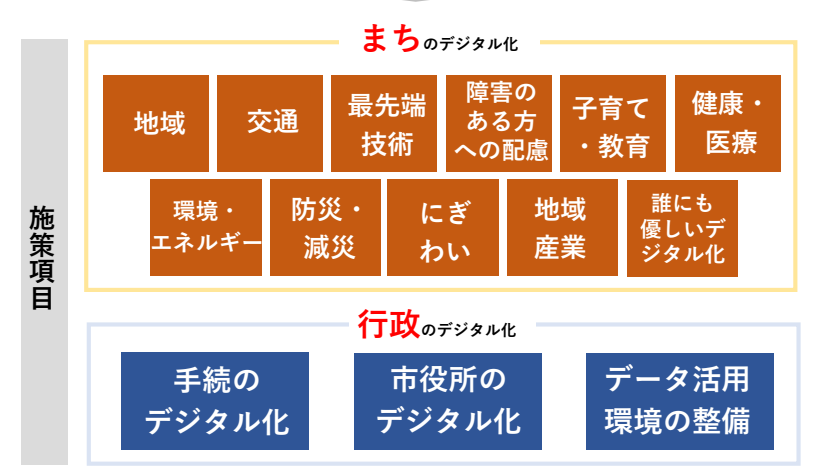 施策項目
まちのデジタル化
地域
交通
最先端
技術
障害の
ある方
への配慮
子育て
・教育
健康・
医療
環境・
エネルギー
防災・
減災
にぎ
わい
地域
産業
誰にも
優しいデ
ジタル化
行政のデジタル化
手続の
デジタル化
市役所の
デジタル化
データ活用
環境の整備